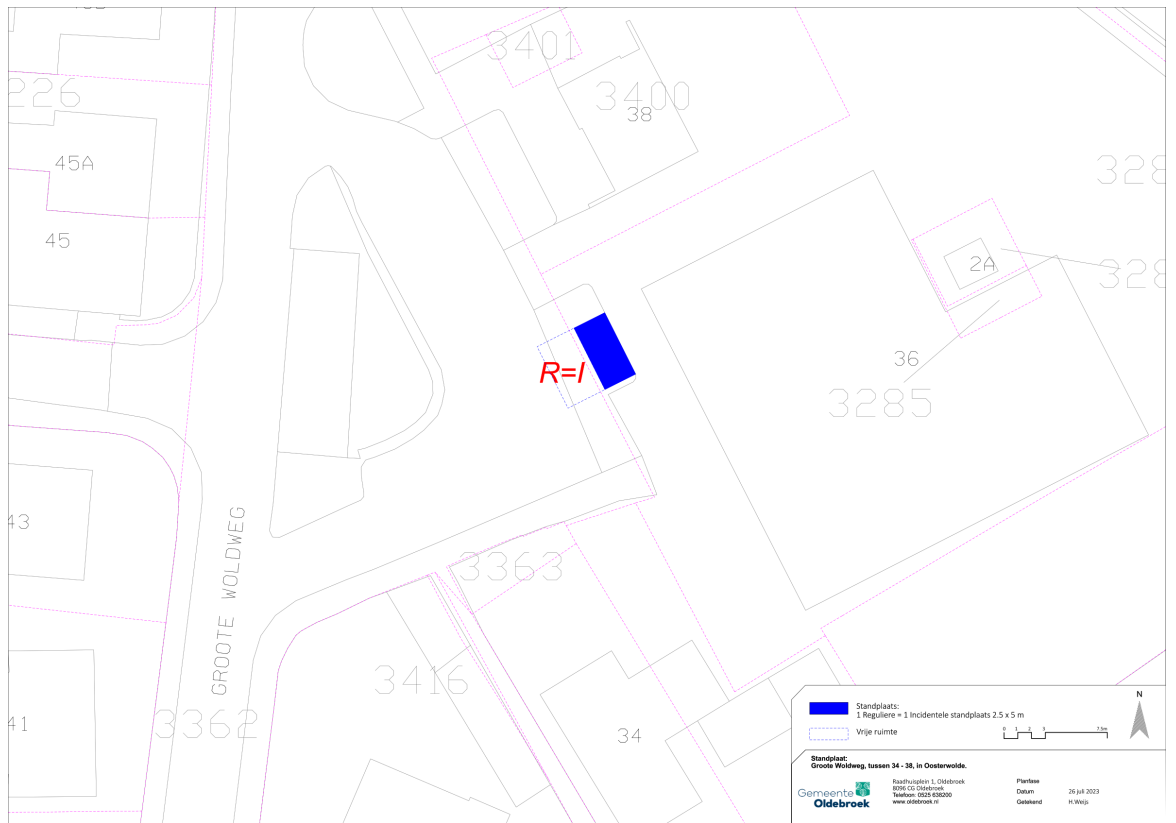 3401
3400
38
226
45A
45
328
2A
328
36
3285
R=I
43
GROOTE WOLDWEG
3363
3416
3362
41
34
Standplaats:
1 Reguliere = 1 Incidentele standplaats 2.5 x 5 m
Vrije ruimte
0 1 2 3 7.5m
N
Standplaat:
Groote Woldweg, tussen 34 - 38, in Oosterwolde.
Gemeente
Oldebroek
Raadhuisplein 1, Oldebroek
8096 CG Oldebroek
Telefoon: 0525 638200
www.oldebroek.nl
Planfase
Datum 26 juli 2023
Getekend H.Weijs